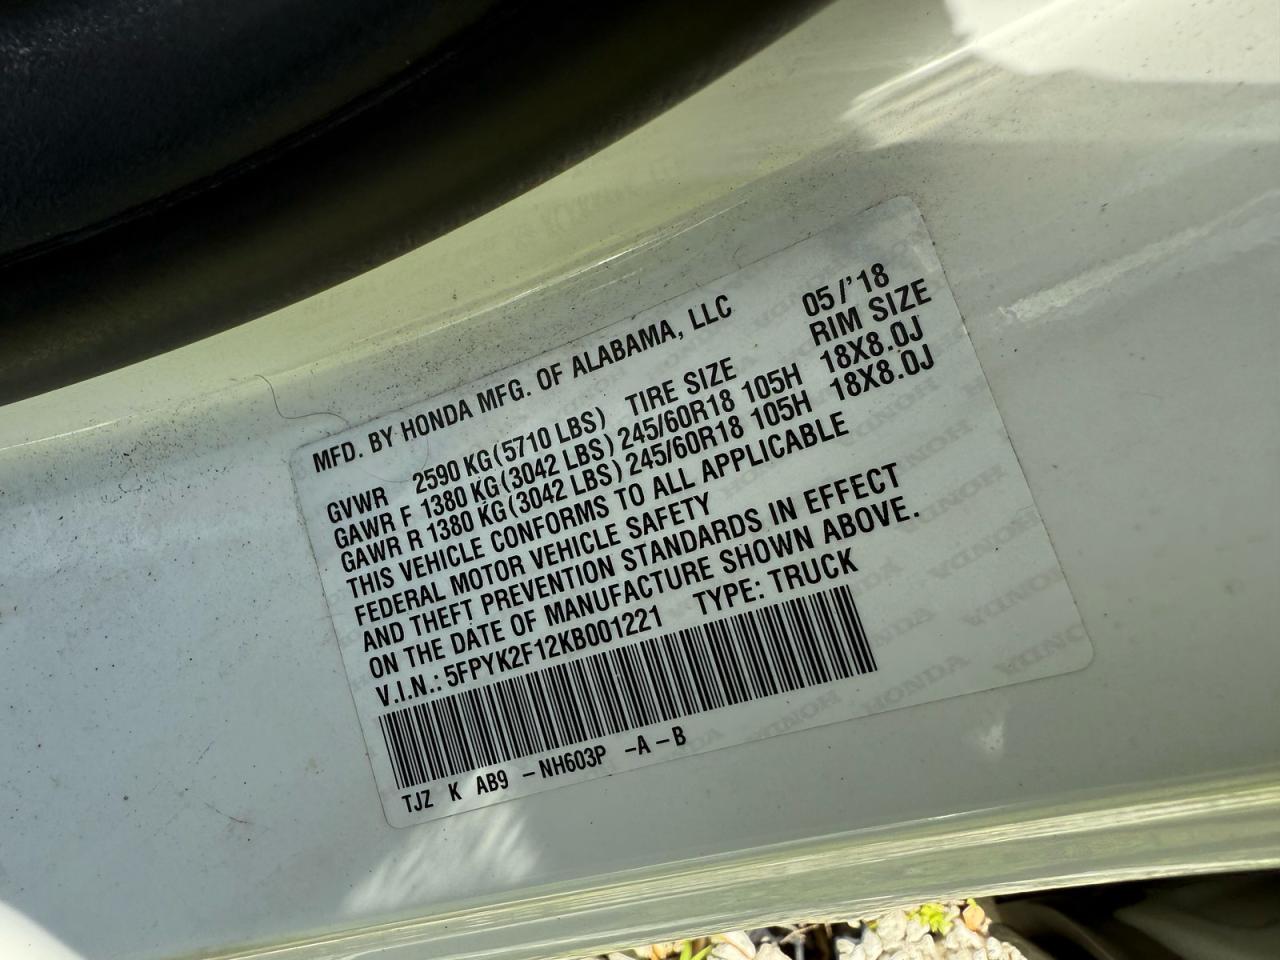 MFD. BY HONDA MFG. OF ALABAMA, LLC 05/'18
GVWR 2590 KG(5710 LBS) TIRE SIZE RIM SIZE
GAWR F 1380 KG(3042 LBS) 245/60R18 105H 18X8.0J
GAWR R 1380 KG(3042 LBS) 245/60R18 105H 18X8.0J
THIS VEHICLE CONFORMS TO ALL APPLICABLE
FEDERAL MOTOR VEHICLE SAFETY
AND THEFT PREVENTION STANDARDS IN EFFECT
ON THE DATE OF MANUFACTURE SHOWN ABOVE.
V.I.N.: 5FPYK2F12KB001221 TYPE: TRUCK
TJZ K AB9 -NH603P -A-B